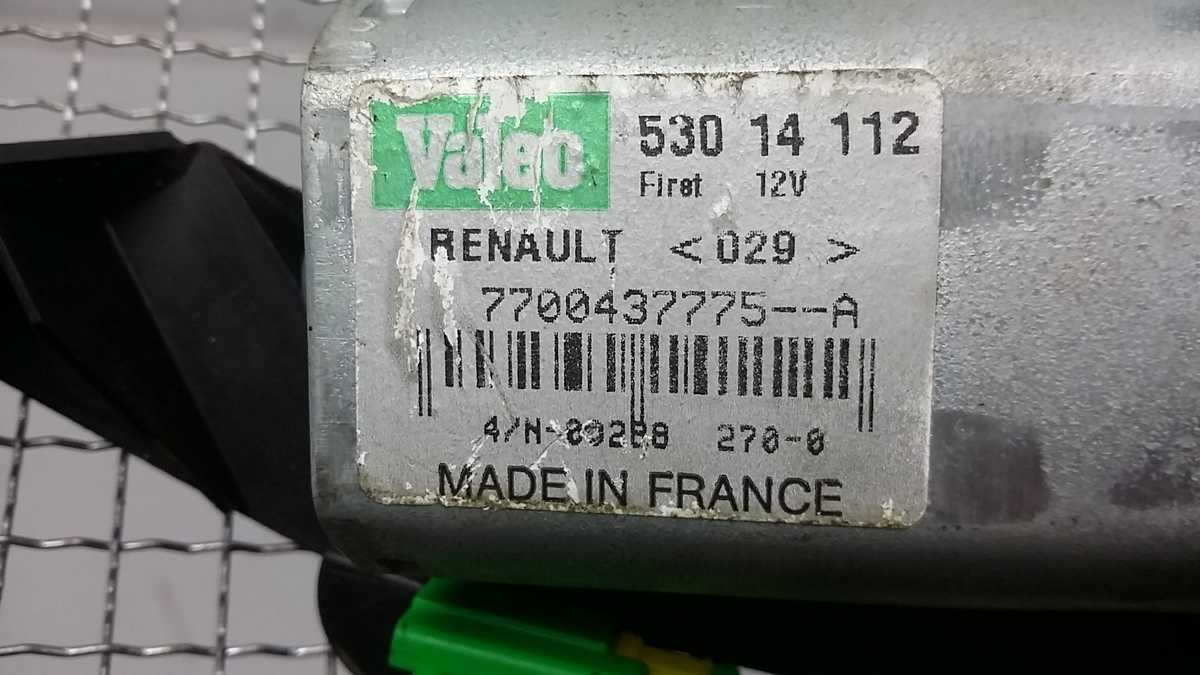 Valeo
530 14 112
First 12V
RENAULT <029 >
7700437775--A
270-0
MADE IN FRANCE